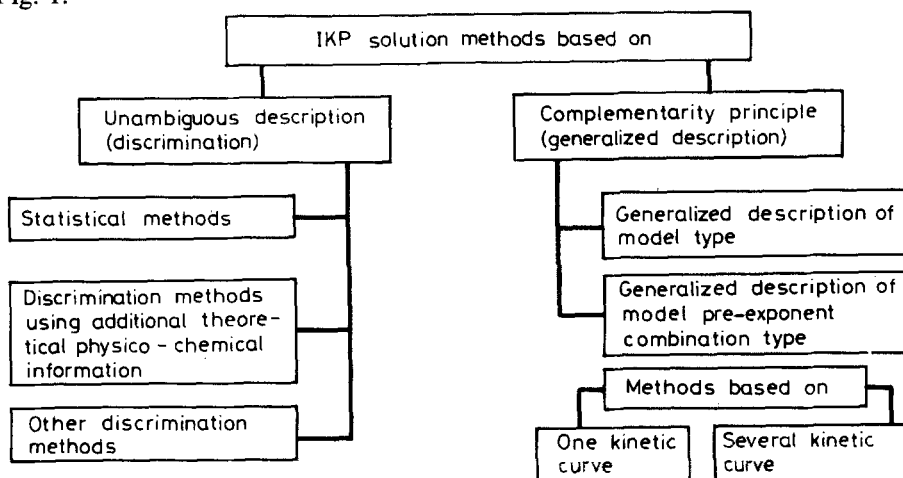 Fig. 1.
IKP solution methods based on
Unambiguous description
(discrimination)
Complementarity principle
(generalized description)
Statistical methods
Generalized description of
model type
Discrimination methods
using additional theore-
tical physico-chemical
information
Generalized description of
model pre-exponent
combination type
Other discrimination
methods
Methods based on
One kinetic
curve
Several kinetic
curve